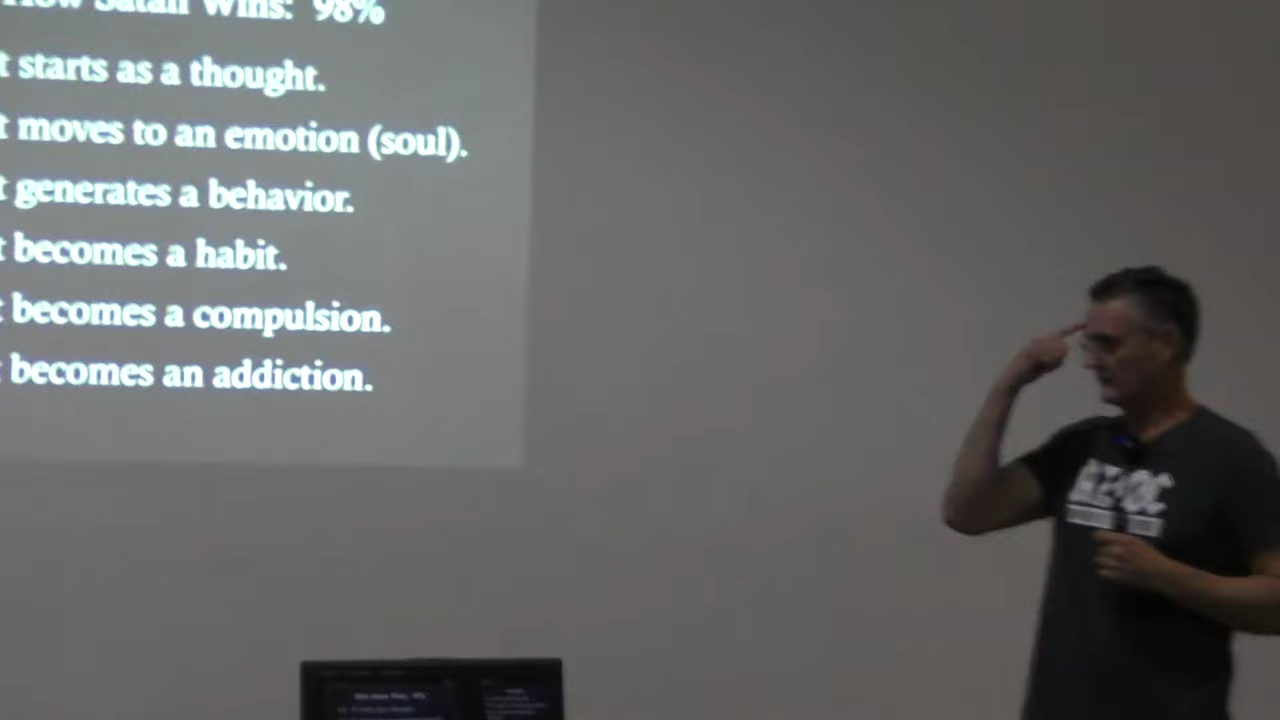 How Satan Wins: 98%
t starts as a thought.
t moves to an emotion (soul).
t generates a behavior.
t becomes a habit.
t becomes a compulsion.
t becomes an addiction.